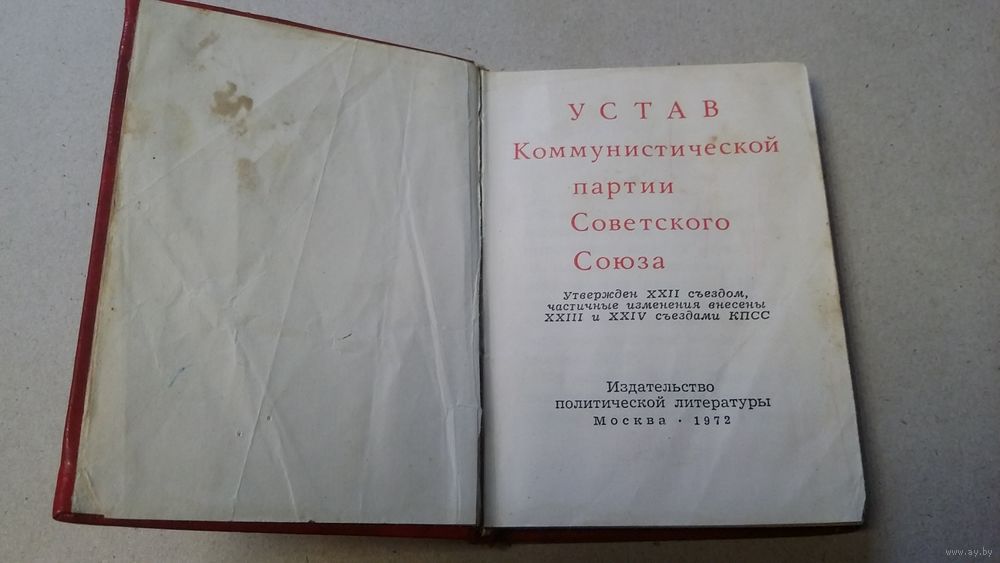 УСТАВ
Коммунистической
партии
Советского
Союза
Утвержден XXII съездом,
частичные изменения внесены
XXIII и XXIV съездами КПСС
Издательство
политической литературы
Москва · 1972
www.ay.by